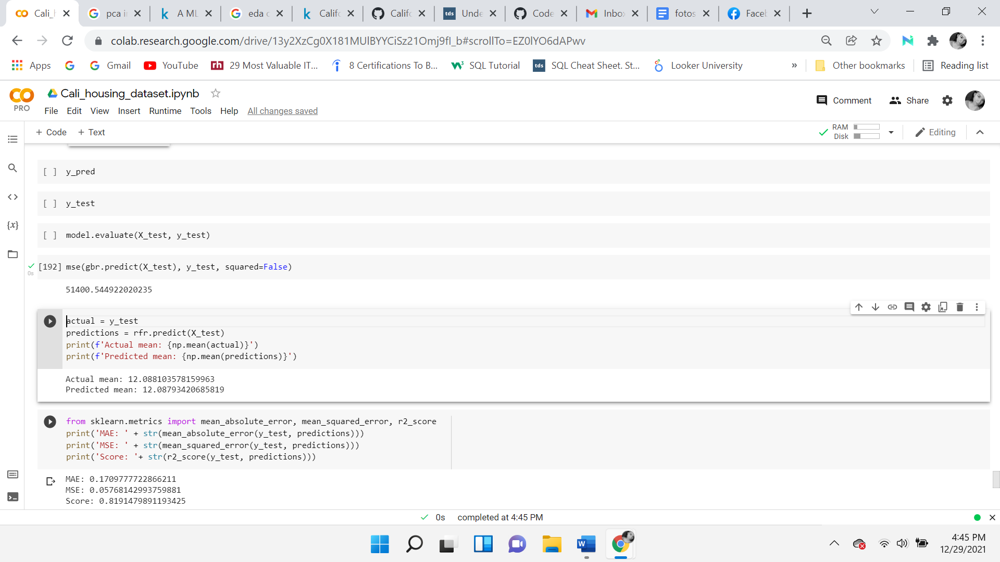 Cali_h
pca i
A ML
eda c
Califo
Califo
tds
Unde
Code
Inbo
fotos
Faceb
colab.research.google.com/drive/13y2XzCg0X181MUlBYYCiSz21Omj9fI_b#scrollTo=EZ0lYO6dAPwv
Apps
Gmail
YouTube
rh 29 Most Valuable IT...
8 Certifications To B...
SQL Tutorial
tds SQL Cheat Sheet. St...
Looker University
»
Other bookmarks
Reading list
PRO
Cali_housing_dataset.ipynb
Comment
Share
File Edit View Insert Runtime Tools Help All changes saved
+ Code + Text
RAM
Disk
Editing
[ ] y_pred
[ ] y_test
[ ] model.evaluate(X_test, y_test)
0s
[192] mse(gbr.predict(X_test), y_test, squared=False)
51400.544922020235
actual = y_test
predictions = rfr.predict(X_test)
print(f'Actual mean: {np.mean(actual)}')
print(f'Predicted mean: {np.mean(predictions)}')
Actual mean: 12.088103578159963
Predicted mean: 12.08793420685819
from sklearn.metrics import mean_absolute_error, mean_squared_error, r2_score
print('MAE: ' + str(mean_absolute_error(y_test, predictions)))
print('MSE: ' + str(mean_squared_error(y_test, predictions)))
print('Score: '+ str(r2_score(y_test, predictions)))
MAE: 0.1709777722866211
MSE: 0.05768142993759881
Score: 0.8191479891193425
0s completed at 4:45 PM
4:45 PM
12/29/2021